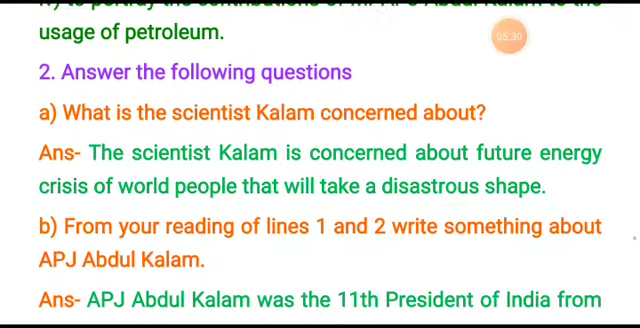 usage of petroleum.
05:30
2. Answer the following questions
a) What is the scientist Kalam concerned about?
Ans- The scientist Kalam is concerned about future energy
crisis of world people that will take a disastrous shape.
b) From your reading of lines 1 and 2 write something about
APJ Abdul Kalam.
Ans- APJ Abdul Kalam was the 11th President of India from